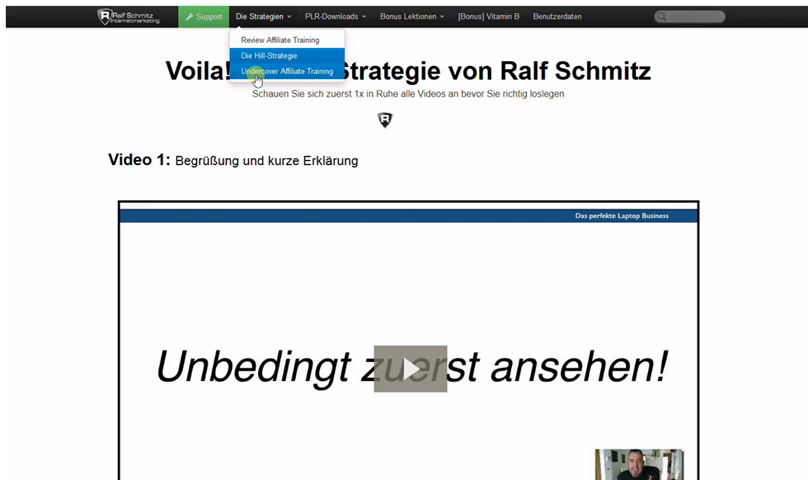 Ralf Schmitz
Internetmarketing
Support
Die Strategien
PLR-Downloads
Bonus Lektionen
[Bonus] Vitamin B
Benutzerdaten
Review Affiliate Training
Die Hill-Strategie
Undercover Affiliate Training
Voila! Strategie von Ralf Schmitz
Schauen Sie sich zuerst 1x in Ruhe alle Videos an bevor Sie richtig loslegen
R
Video 1: Begrüßung und kurze Erklärung
Das perfekte Laptop Business
Unbedingt zuerst ansehen!